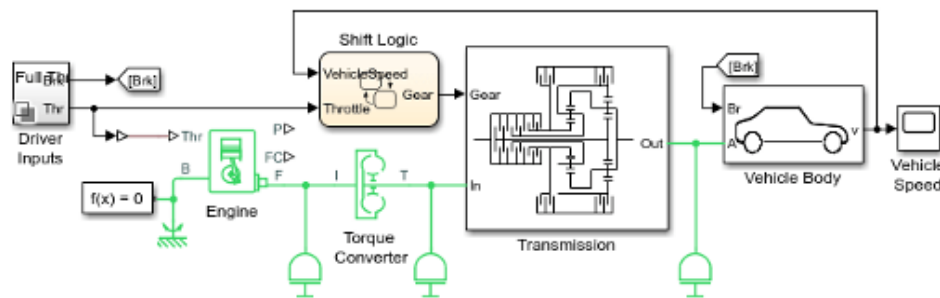 Shift Logic
Full Thr
Brk
[Brk]
Thr
Driver
Inputs
VehicleSpeed
Throttle
Gear
Gear
[Brk]
Br
A
v
Vehicle Body
Vehicle
Speed
Thr
P
FC
B
F
Engine
f(x) = 0
I
T
Torque
Converter
In
Out
Transmission